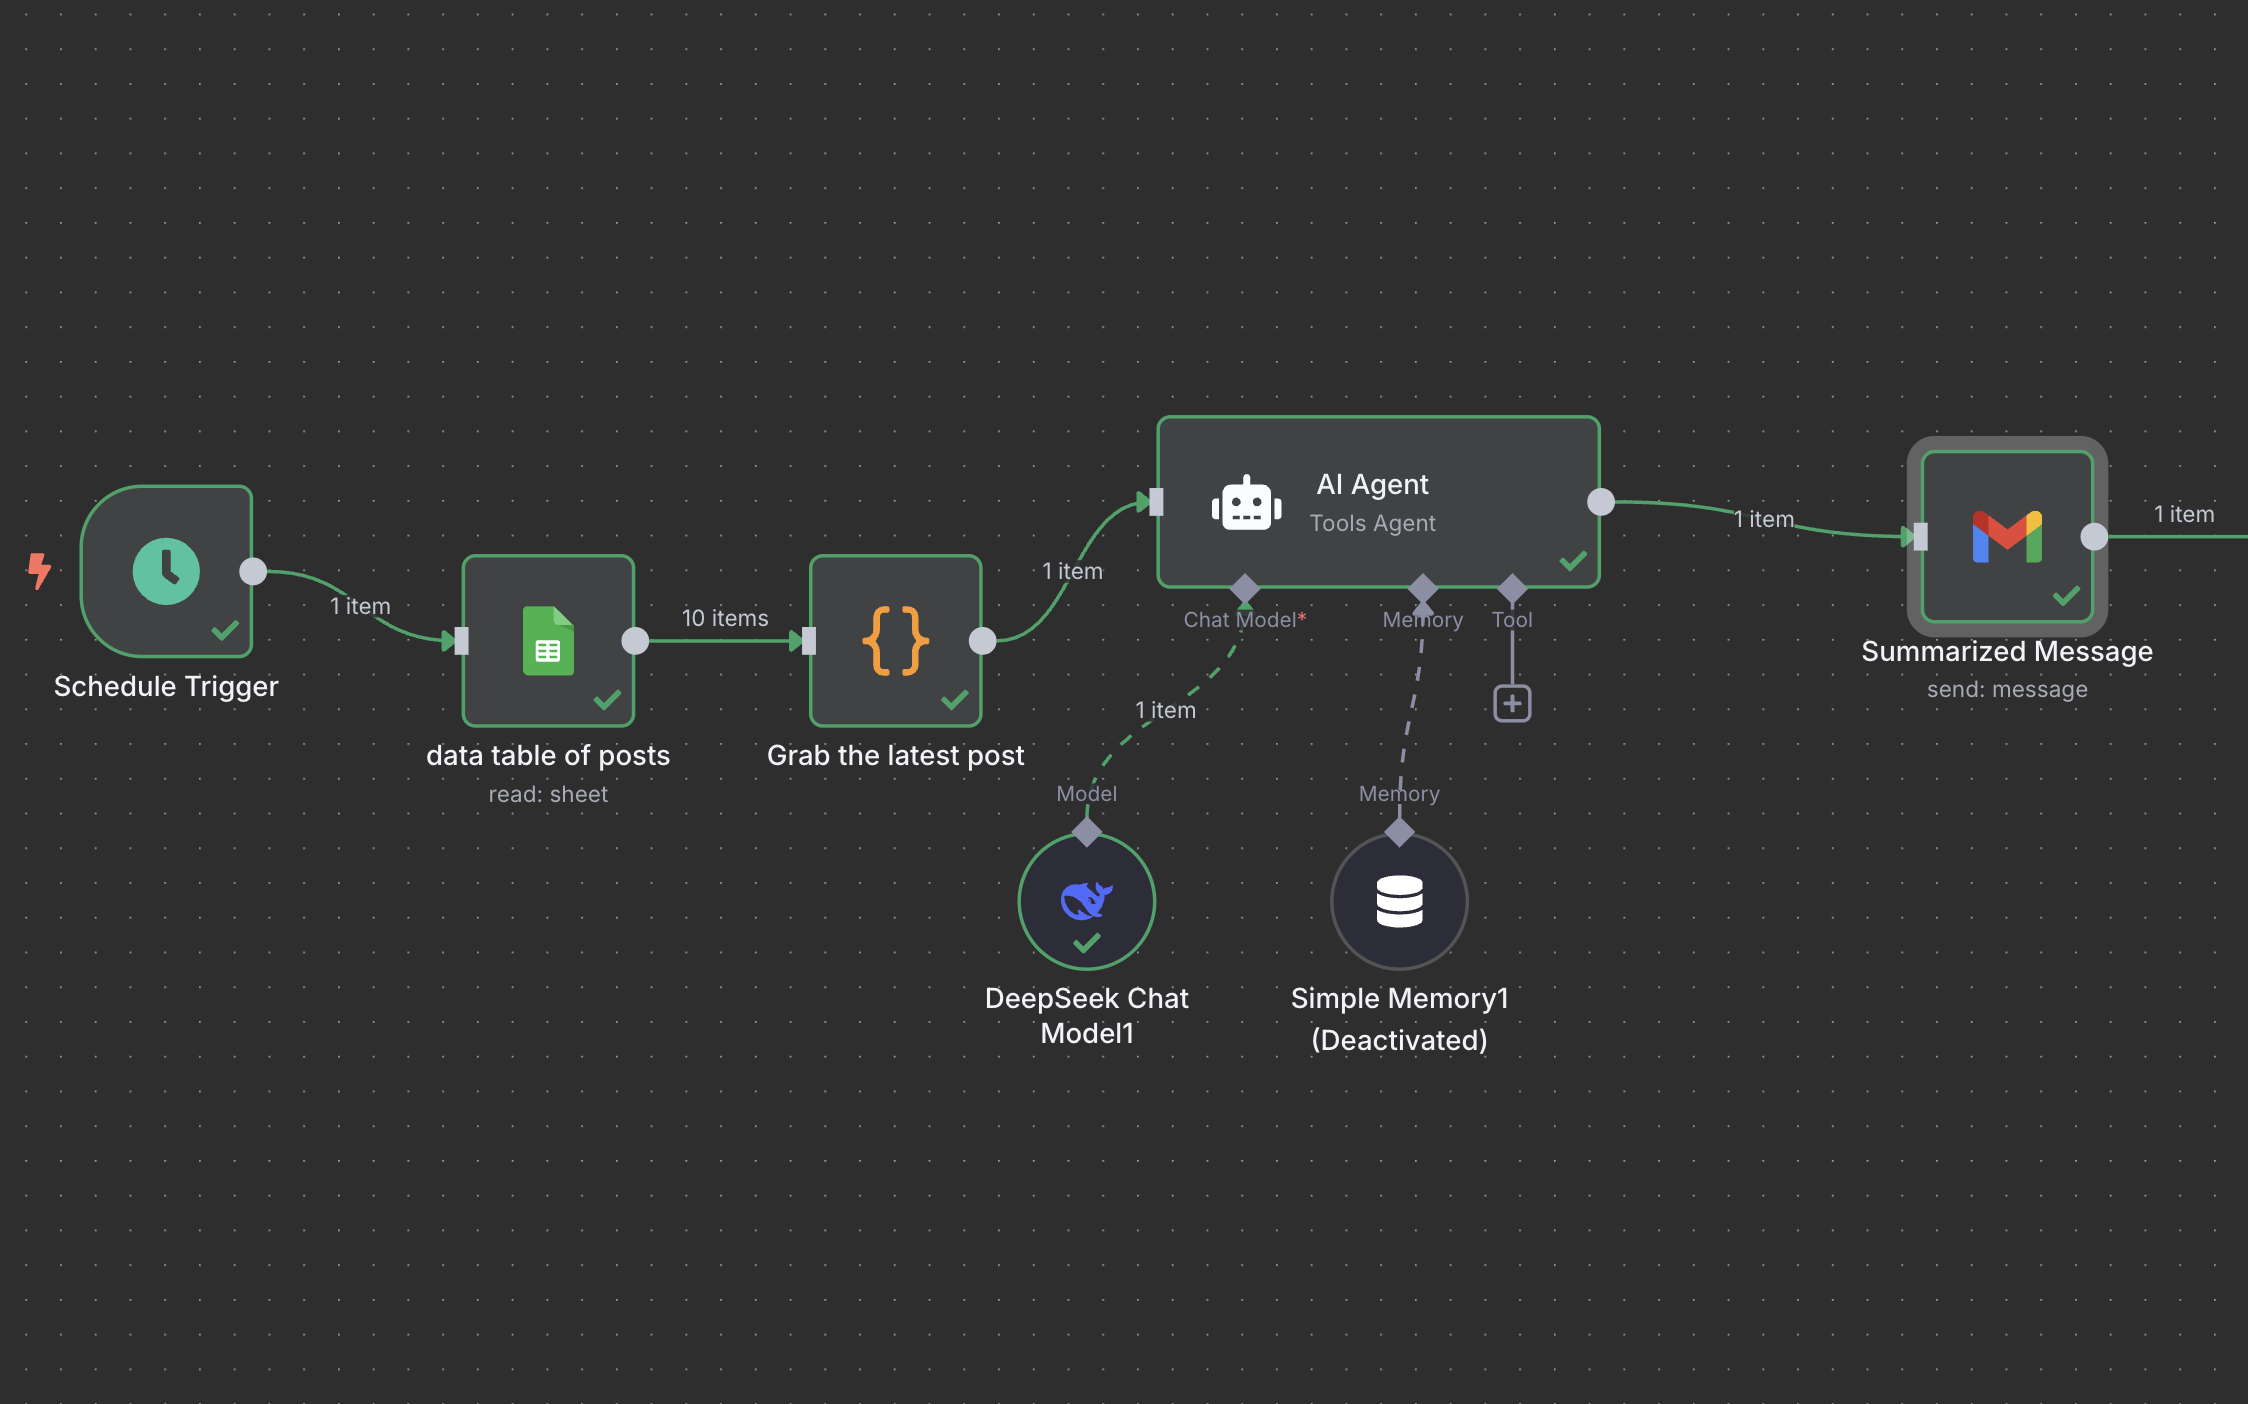 AI Agent
Tools Agent
1 item
1 item
1 item
1 item
10 items
Chat Model*
Memory
Tool
Schedule Trigger
Summarized Message
send: message
1 item
data table of posts
read: sheet
Grab the latest post
Model
Memory
DeepSeek Chat
Model1
Simple Memory1
(Deactivated)